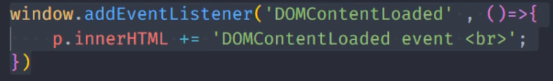 window.addEventListener('DOMContentLoaded' , ()=>{
    p.innerHTML += 'DOMContentLoaded event <br>';
})